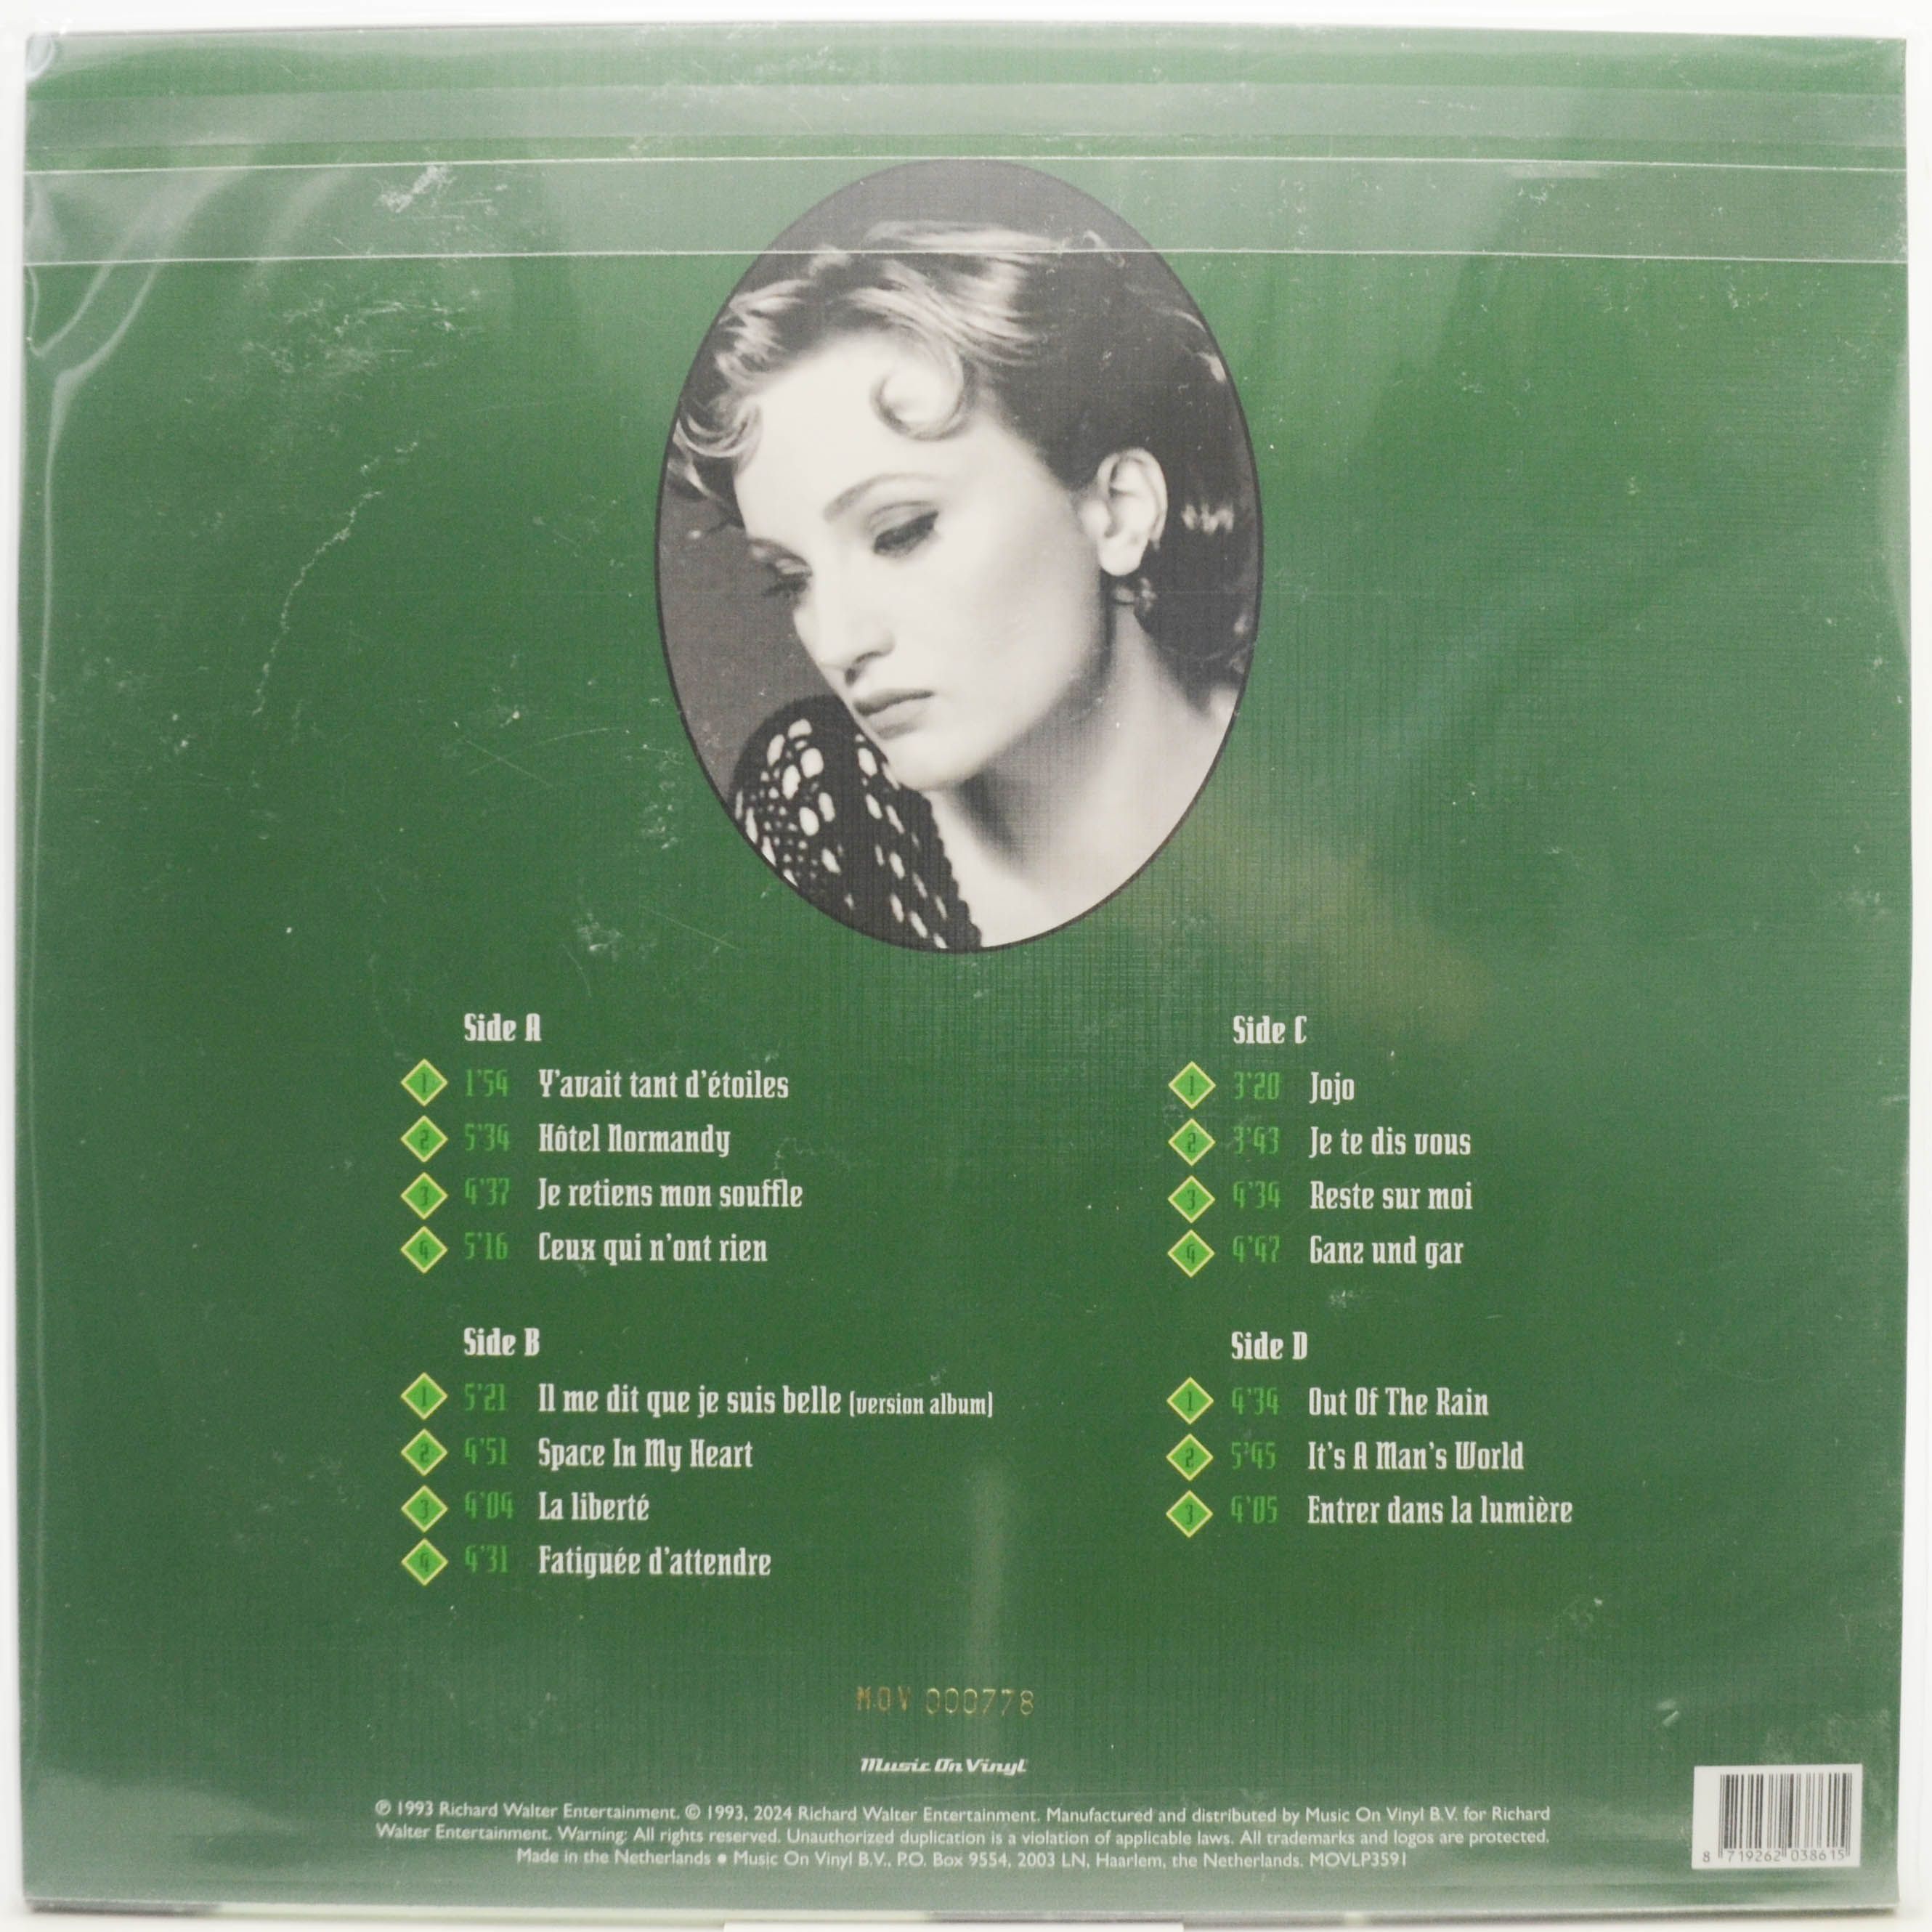 Side A
1 1'54 Y'avait tant d'étoiles
2 5'34 Hôtel Normandy
3 4'37 Je retiens mon souffle
4 5'16 Ceux qui n'ont rien
Side B
1 5'21 Il me dit que je suis belle (version album)
2 4'51 Space In My Heart
3 4'04 La liberté
4 4'31 Fatiguée d'attendre
Side C
1 3'20 Jojo
2 3'43 Je te dis vous
3 4'34 Reste sur moi
4 4'47 Ganz und gar
Side D
1 4'34 Out Of The Rain
2 5'45 It's A Man's World
3 4'05 Entrer dans la lumière
MOV 000778
Music On Vinyl
℗ 1993 Richard Walter Entertainment. © 1993, 2024 Richard Walter Entertainment. Manufactured and distributed by Music On Vinyl B.V. for Richard
Walter Entertainment. Warning: All rights reserved. Unauthorized duplication is a violation of applicable laws. All trademarks and logos are protected.
Made in the Netherlands • Music On Vinyl B.V., P.O. Box 9554, 2003 LN, Haarlem, the Netherlands. MOVLP3591
8 719262 038615